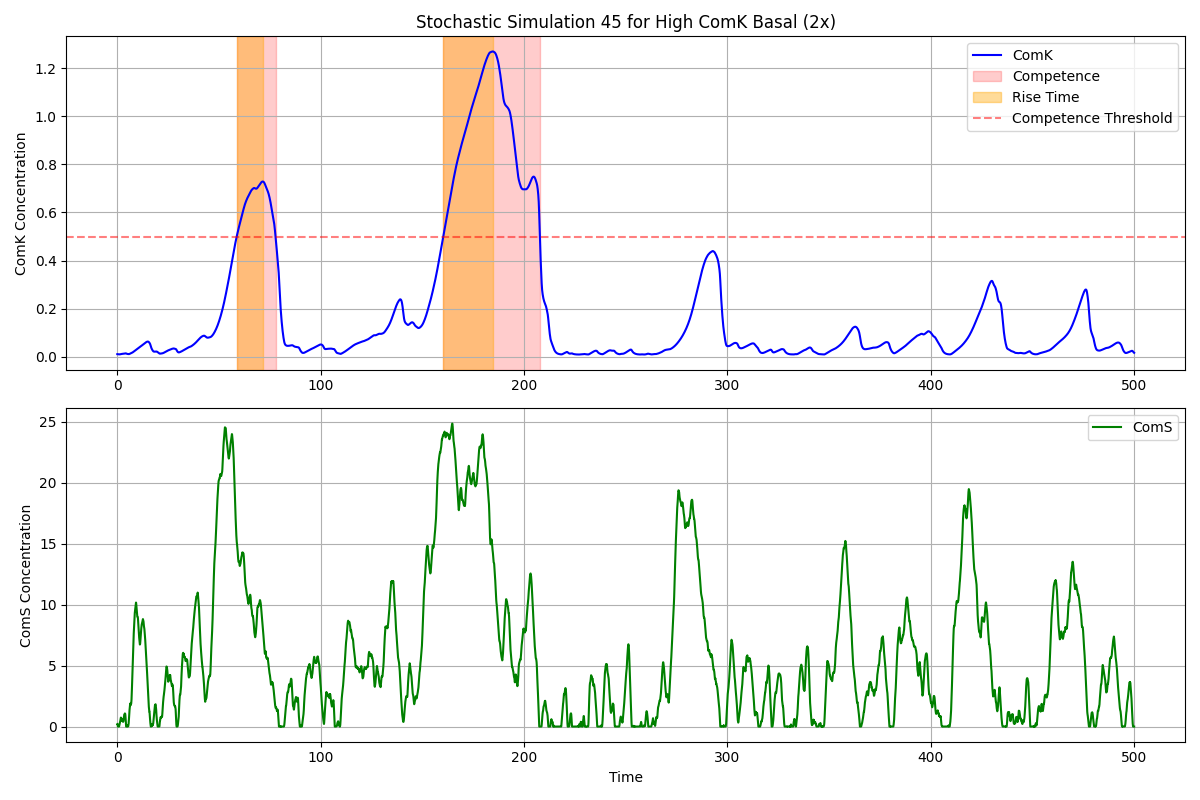 Stochastic Simulation 45 for High ComK Basal (2x)
ComK Concentration
1.2
1.0
0.8
0.6
0.4
0.2
0.0
ComK
Competence
Rise Time
Competence Threshold
0 100 200 300 400 500
ComS Concentration
25
20
15
10
5
0
ComS
0 100 200 300 400 500
Time